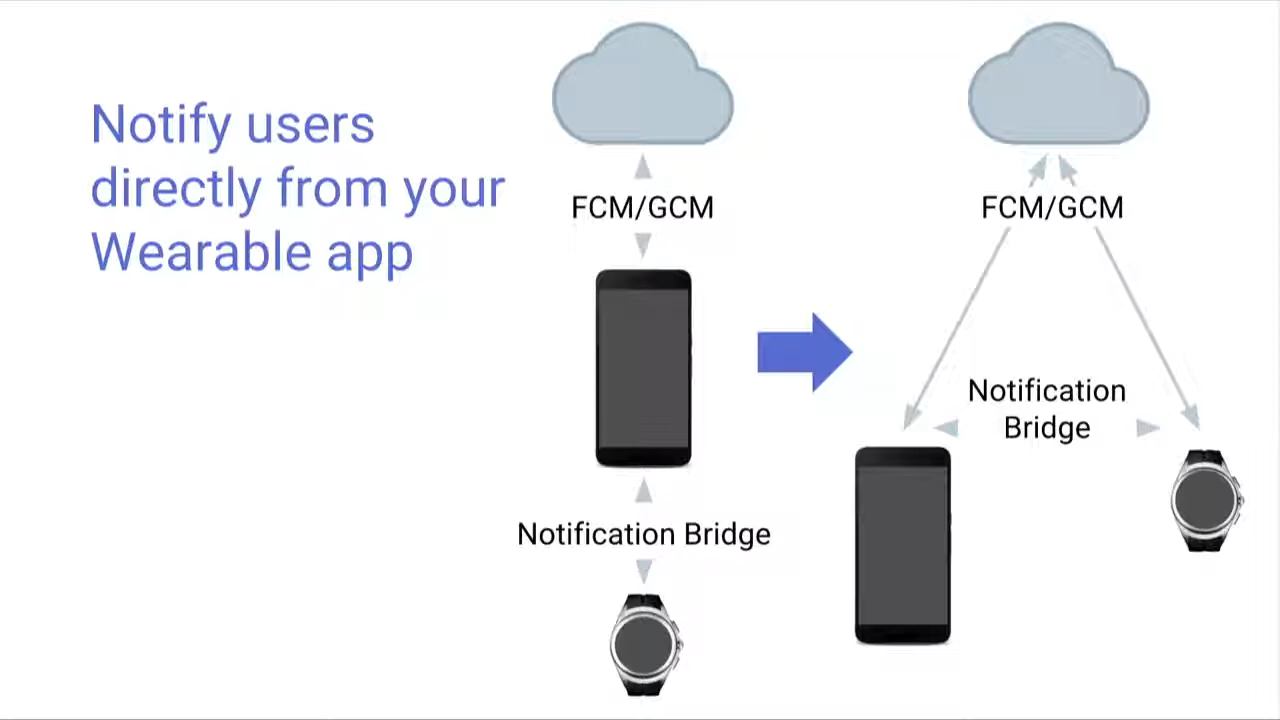 Notify users
directly from your
Wearable app
FCM/GCM
Notification Bridge
FCM/GCM
Notification
Bridge